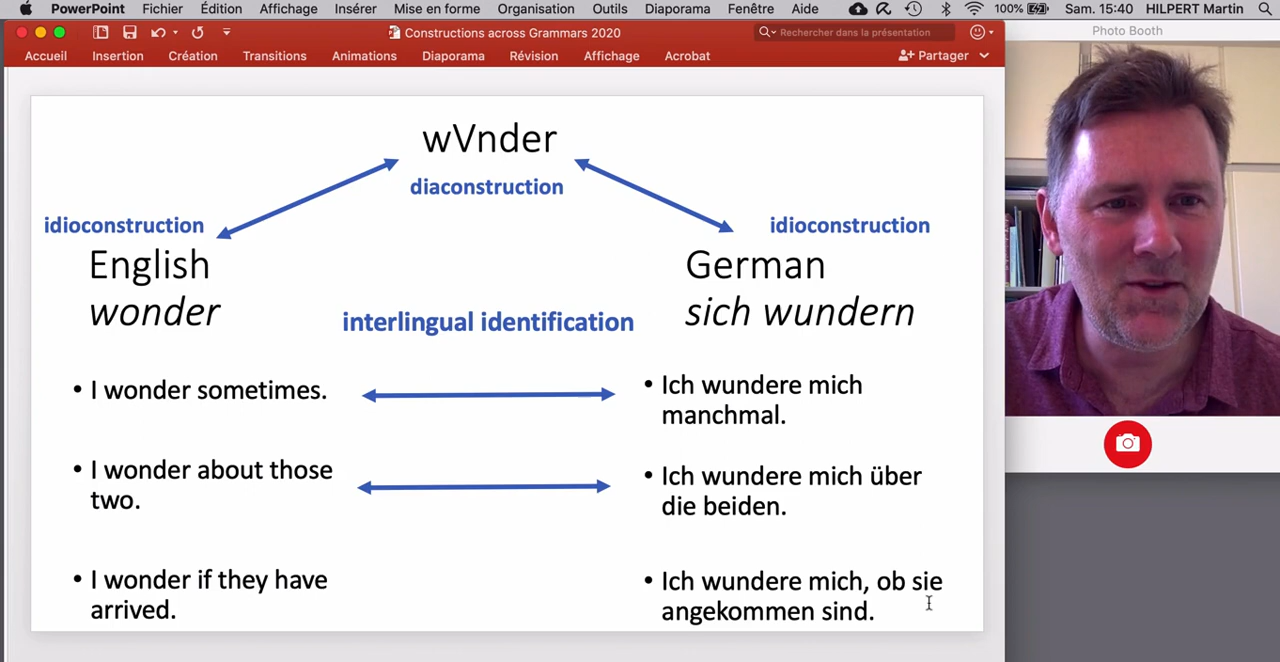 PowerPoint Fichier Édition Affichage Insérer Mise en forme Organisation Outils Diaporama Fenêtre Aide 100% Sam. 15:40 HILPERT Martin
Constructions across Grammars 2020
Rechercher dans la présentation
Photo Booth
Accueil Insertion Création Transitions Animations Diaporama Révision Affichage Acrobat Partager
wVnder
diaconstruction
idioconstruction
idioconstruction
English
German
wonder
sich wundern
interlingual identification
• I wonder sometimes.
• Ich wundere mich
manchmal.
• I wonder about those
two.
• Ich wundere mich über
die beiden.
• I wonder if they have
arrived.
• Ich wundere mich, ob sie
angekommen sind.